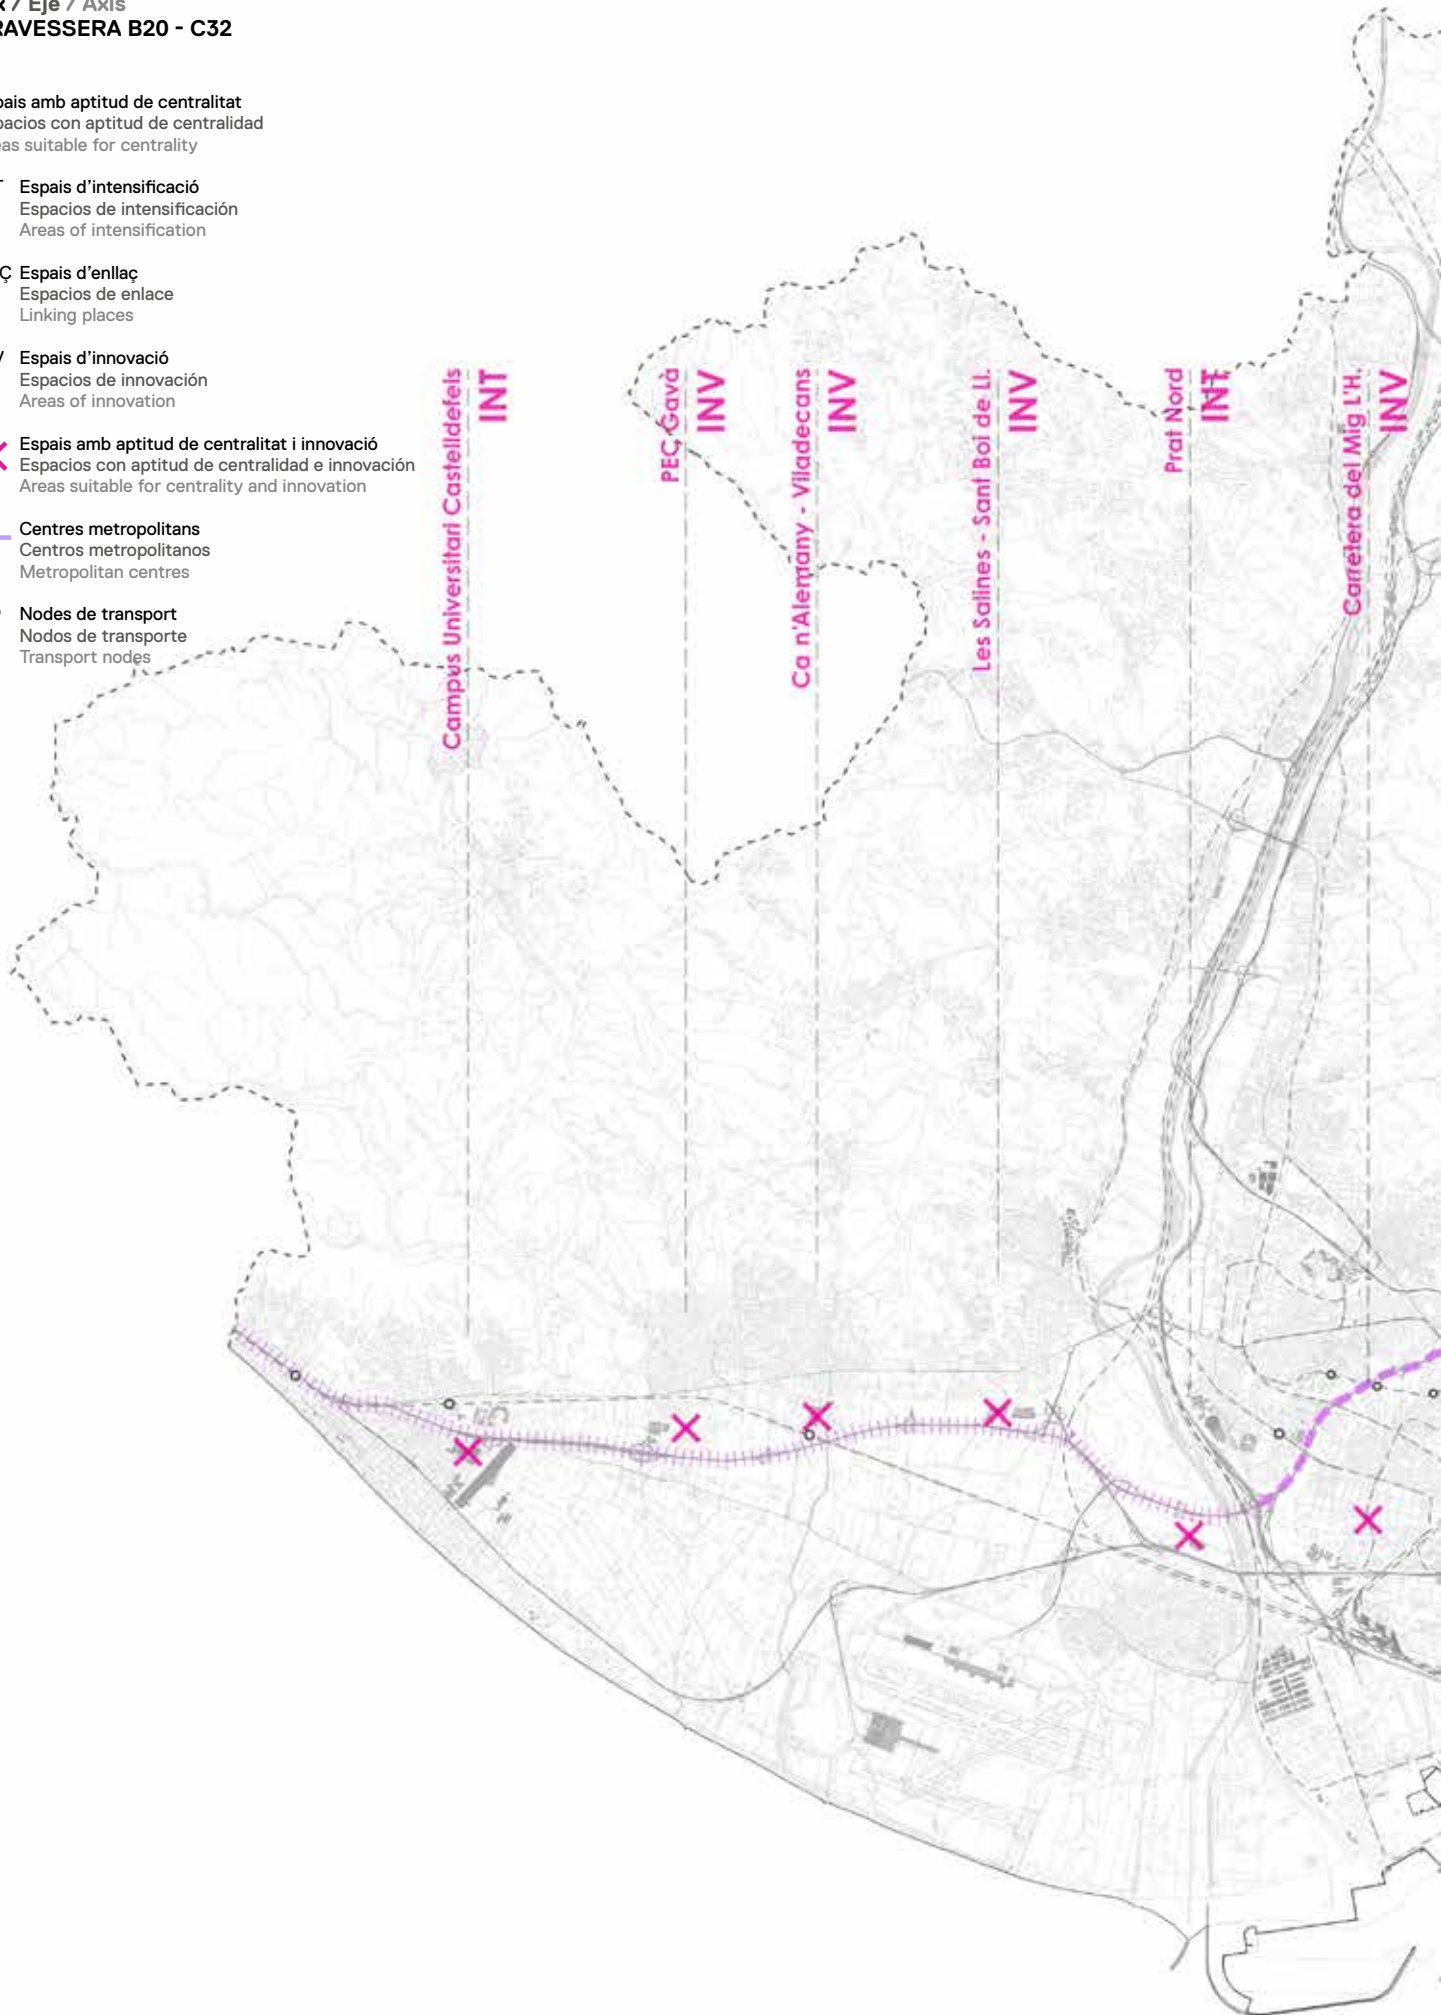 / Eje / Axis
RAVESSERA B20 - C32
pais amb aptitud de centralitat
pacios con aptitud de centralidad
eas suitable for centrality
Espais d'intensificació
Espacios de intensificación
Areas of intensification
Ç Espais d'enllaç
Espacios de enlace
Linking places
Espais d'innovació
Espacios de innovación
Areas of innovation
Espais amb aptitud de centralitat i innovació
Espacios con aptitud de centralidad e innovación
Areas suitable for centrality and innovation
Centres metropolitans
Centros metropolitanos
Metropolitan centres
Nodes de transport
Nodos de transporte
Transport nodes
Campus Universitari Castelldefels
INT
PEC Gavà
INV
Ca n'Alemany - Viladecans
INV
Les Salines - Sant Boi de Ll.
INV
Prat Nord
INT
Carretera del Mig L'H.
INV